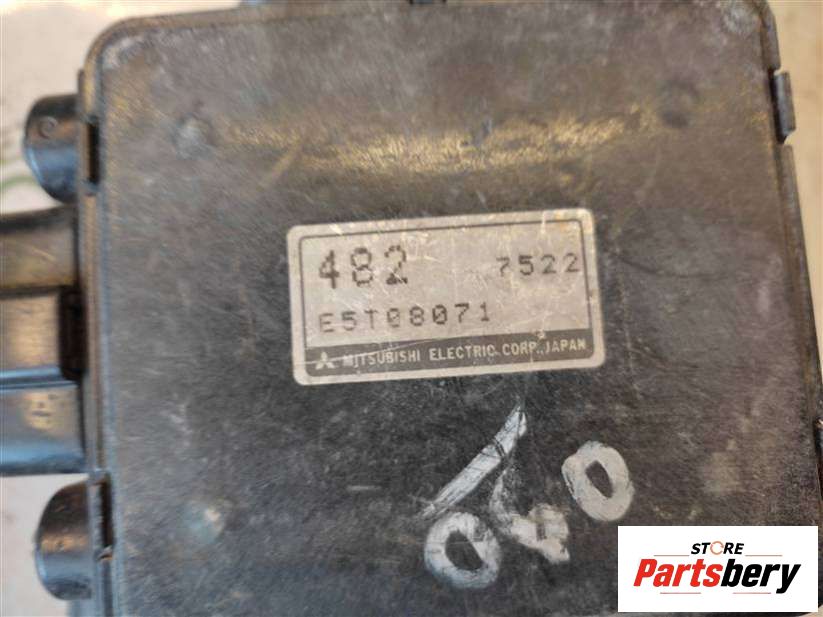 482 7522
E5T08071
MITSUBISHI ELECTRIC CORP., JAPAN
040
STORE
Partsbery